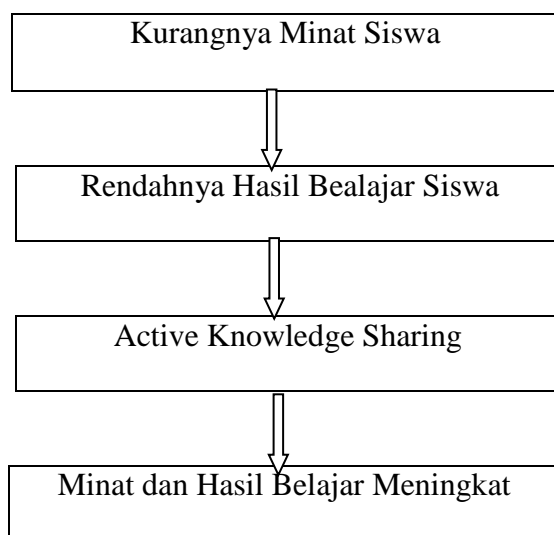 Kurangnya Minat Siswa
Rendahnya Hasil Bealajar Siswa
Active Knowledge Sharing
Minat dan Hasil Belajar Meningkat